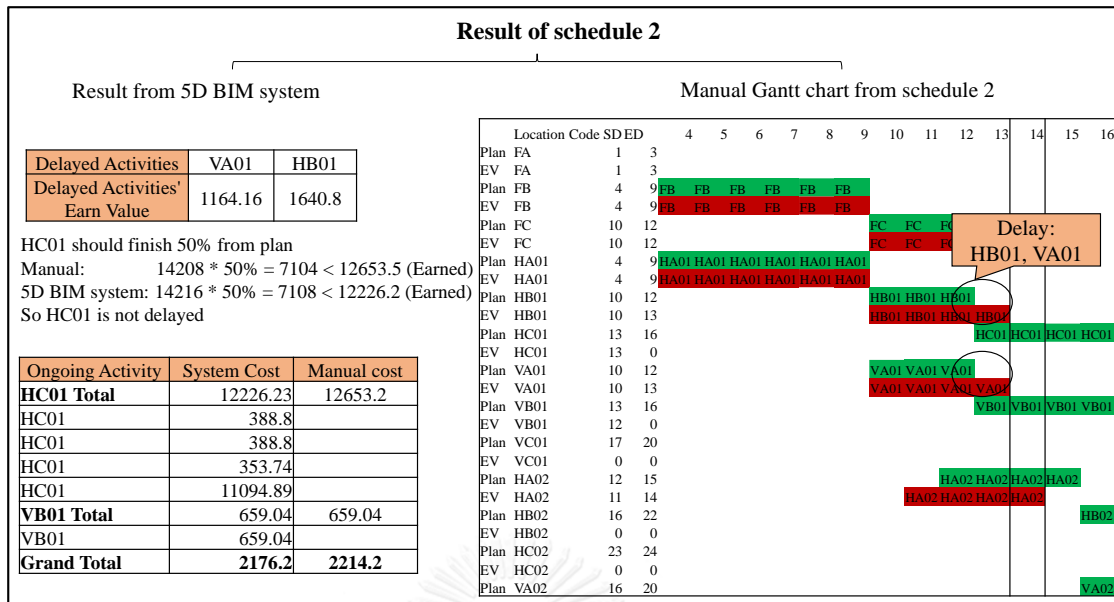 Result of schedule 2
Result from 5D BIM system
Delayed Activities VA01 HB01
Delayed Activities' Earn Value 1164.16 1640.8
HC01 should finish 50% from plan
Manual: 14208 * 50% = 7104 < 12653.5 (Earned)
5D BIM system: 14216 * 50% = 7108 < 12226.2 (Earned)
So HC01 is not delayed
Ongoing Activity System Cost Manual cost
HC01 Total 12226.23 12653.2
HC01 388.8
HC01 388.8
HC01 353.74
HC01 11094.89
VB01 Total 659.04 659.04
VB01 659.04
Grand Total 2176.2 2214.2
Manual Gantt chart from schedule 2
Location Code SD ED 4 5 6 7 8 9 10 11 12 13 14 15 16
Plan FA 1 3
EV FA 1 3
Plan FB 4 9 FB FB FB FB FB FB
EV FB 4 9 FB FB FB FB FB FB
Plan FC 10 12 FC FC FC
EV FC 10 12 FC FC FC
Delay:
HB01, VA01
Plan HA01 4 9 HA01 HA01 HA01 HA01 HA01 HA01
EV HA01 4 9 HA01 HA01 HA01 HA01 HA01 HA01
Plan HB01 10 12 HB01 HB01 HB01
EV HB01 10 13 HB01 HB01 HB01 HB01
Plan HC01 13 16 HC01 HC01 HC01 HC01
EV HC01 13 0
Plan VA01 10 12 VA01 VA01 VA01
EV VA01 10 13 VA01 VA01 VA01 VA01
Plan VB01 13 16 VB01 VB01 VB01 VB01
EV VB01 12 0
Plan VC01 17 20
EV VC01 0 0
Plan HA02 12 15 HA02 HA02 HA02 HA02
EV HA02 11 14 HA02 HA02 HA02 HA02
Plan HB02 16 22 HB02
EV HB02 0 0
Plan HC02 23 24
EV HC02 0 0
Plan VA02 16 20 VA02